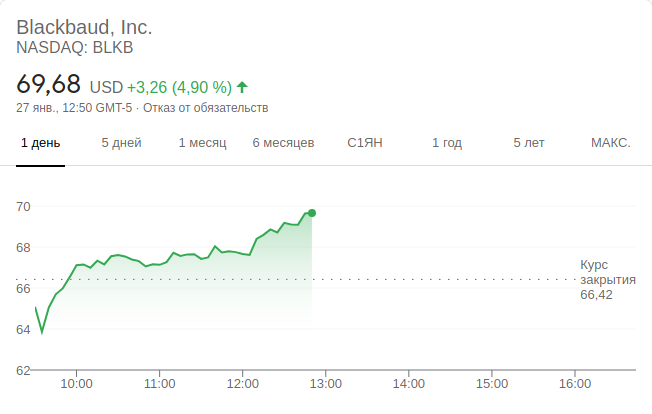 Blackbaud, Inc.
NASDAQ: BLKB
69,68 USD +3,26 (4,90 %)
27 янв., 12:50 GMT-5 · Отказ от обязательств
1 день 5 дней 1 месяц 6 месяцев С1ЯН 1 год 5 лет МАКС.
70
68
66
64
62
Курс
закрытия
66,42
10:00 11:00 12:00 13:00 14:00 15:00 16:00